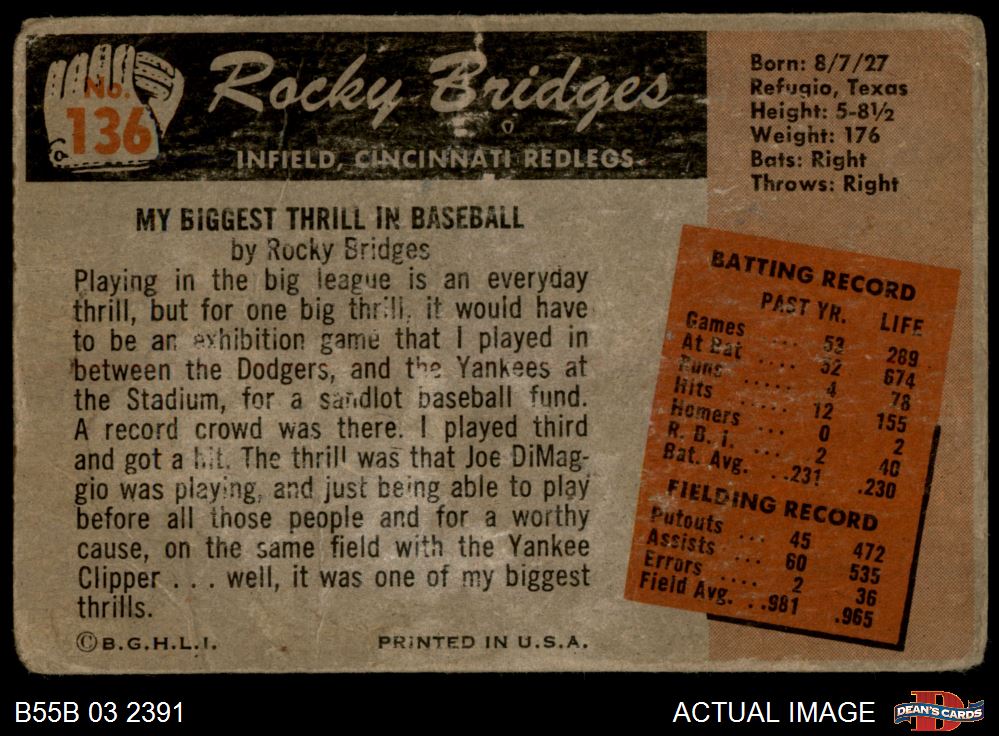 No.
136
Rocky Bridges
INFIELD, CINCINNATI REDLEGS
Born: 8/7/27
Refugio, Texas
Height: 5-8½
Weight: 176
Bats: Right
Throws: Right
MY BIGGEST THRILL IN BASEBALL
by Rocky Bridges
Playing in the big league is an everyday
thrill, but for one big thrill, it would have
to be an exhibition game that I played in
between the Dodgers, and the Yankees at
the Stadium, for a sandlot baseball fund.
A record crowd was there. I played third
and got a hit. The thrill was that Joe DiMag-
gio was playing, and just being able to play
before all those people and for a worthy
cause, on the same field with the Yankee
Clipper . . . well, it was one of my biggest
thrills.
©B.G.H.L.I. PRINTED IN U.S.A.
BATTING RECORD
PAST YR. LIFE
Games .... 53 269
At Bat .... 52 674
Runs ..... 4 78
Hits ..... 12 155
Homers ... 0 2
R. B. I. ... 2 40
Bat. Avg. ..231 .230
FIELDING RECORD
Putouts ... 45 472
Assists ... 60 535
Errors .... 2 36
Field Avg. ..981 .965
B55B 03 2391
ACTUAL IMAGE
DEAN'S CARDS